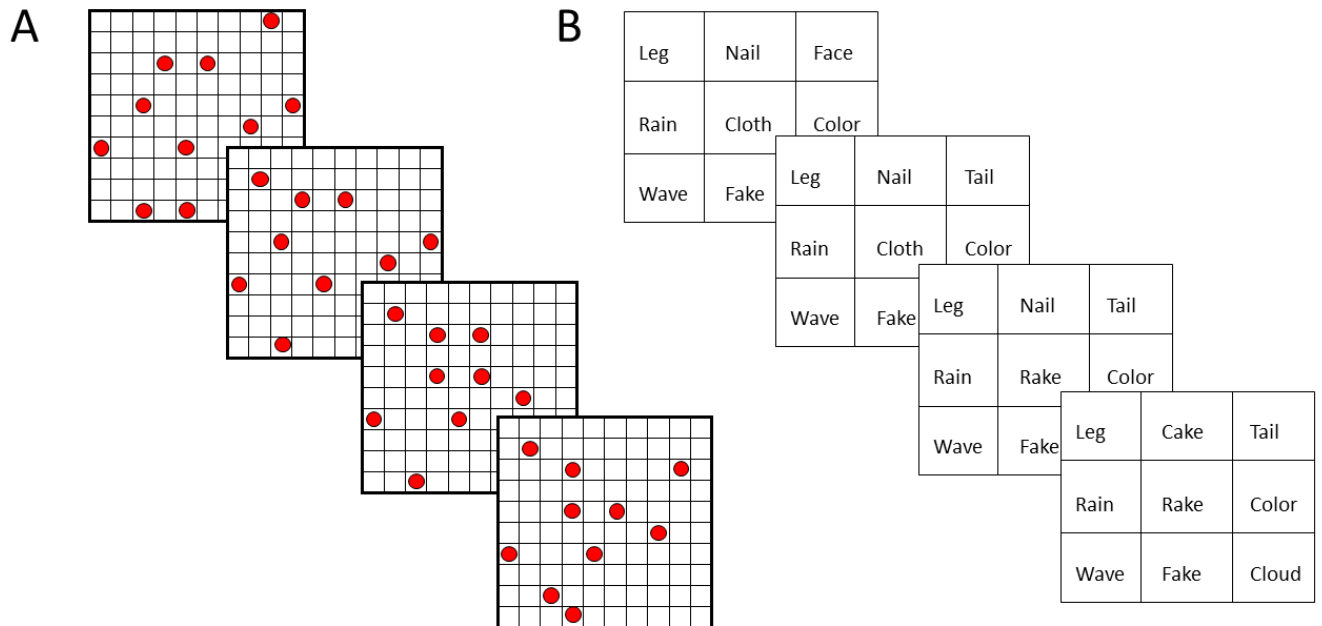 A
B
Leg Nail Face
Rain Cloth Color
Wave Fake
Leg Nail Tail
Rain Cloth Color
Wave Fake
Leg Nail Tail
Rain Rake Color
Wave Fake
Leg Cake Tail
Rain Rake Color
Wave Fake Cloud